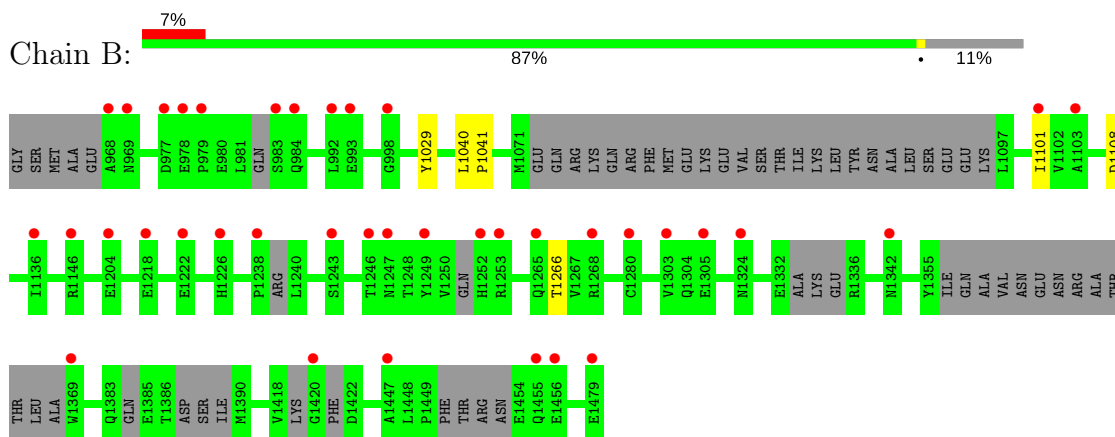 7%
Chain B:
87%
•
11%
GLY SER MET ALA GLU A968 N969 D977 E978 P979 E980 L981 GLN S983 Q984 L992 E993 G998 Y1029 L1040 P1041 M1071 GLU GLN ARG LYS GLN ARG PHE MET GLU LYS GLU VAL SER THR ILE LYS LEU TYR ASN ALA LEU SER GLU GLU LYS L1097 I1101 V1102 A1103 D1108
I1136 R1146 E1204 E1218 E1222 H1226 P1238 ARG L1240 S1243 T1246 N1247 T1248 Y1249 V1250 GLN H1252 R1253 Q1265 T1266 V1267 R1268 C1280 V1303 Q1304 E1305 N1324 E1332 ALA LYS GLU R1336 N1342 Y1355 ILE GLN ALA VAL ASN GLU ASN ARG ALA THR
THR LEU ALA W1369 Q1383 GLN E1385 T1386 ASP SER ILE M1390 V1418 LYS G1420 PHE D1422 A1447 L1448 P1449 PHE THR ARG ASN E1454 Q1455 E1456 E1479